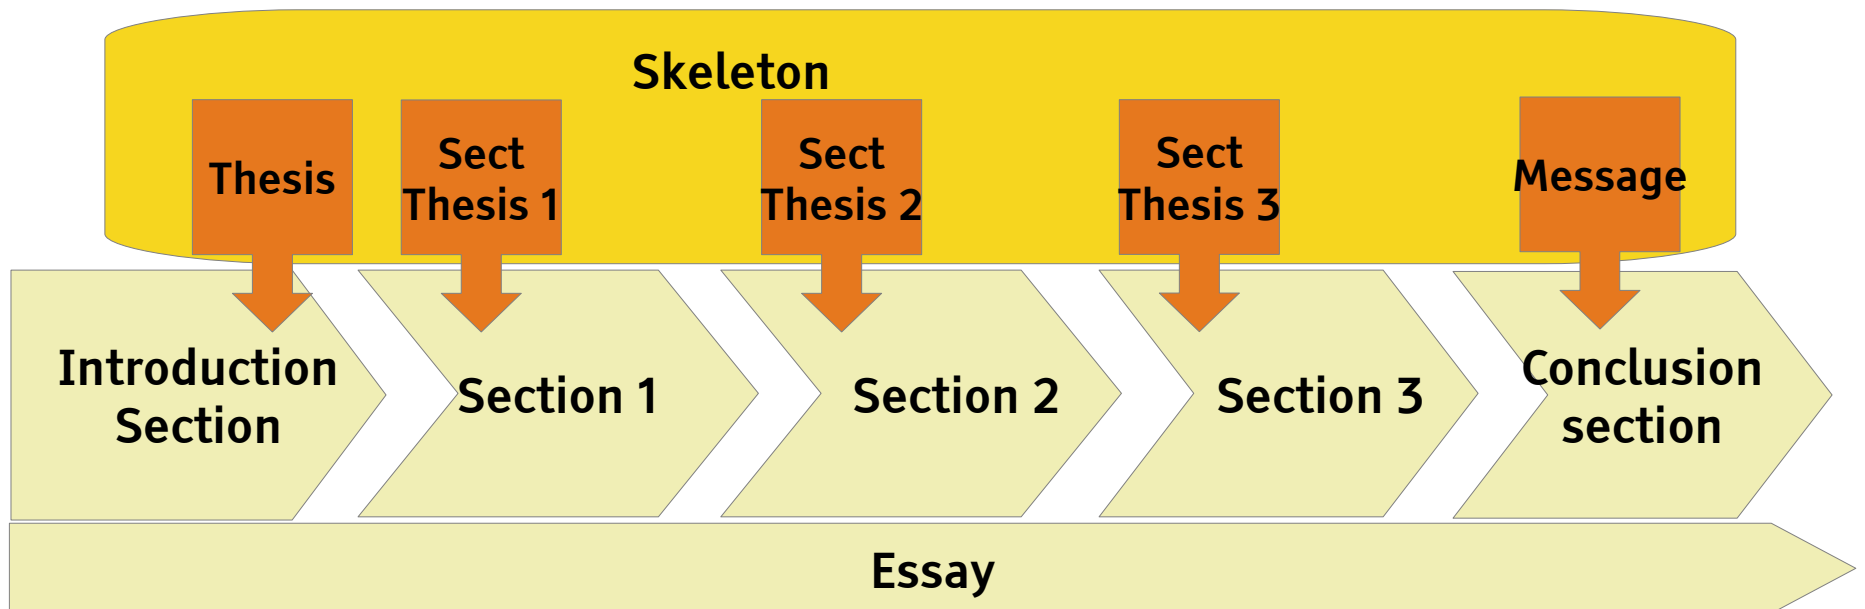 Skeleton
Thesis
Sect
Thesis 1
Sect
Thesis 2
Sect
Thesis 3
Message
Introduction
Section
Section 1
Section 2
Section 3
Conclusion
section
Essay